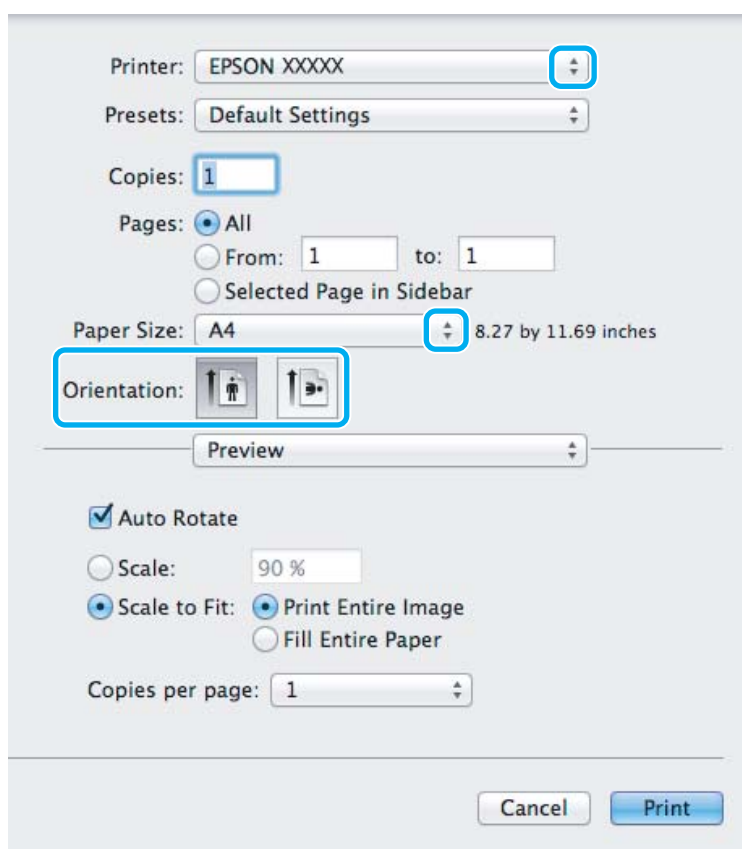 Printer: EPSON XXXXX
Presets: Default Settings
Copies: 1
Pages: All
From: 1 to: 1
Selected Page in Sidebar
Paper Size: A4 8.27 by 11.69 inches
Orientation:
Preview
Auto Rotate
Scale: 90 %
Scale to Fit: Print Entire Image
Fill Entire Paper
Copies per page: 1
Cancel Print